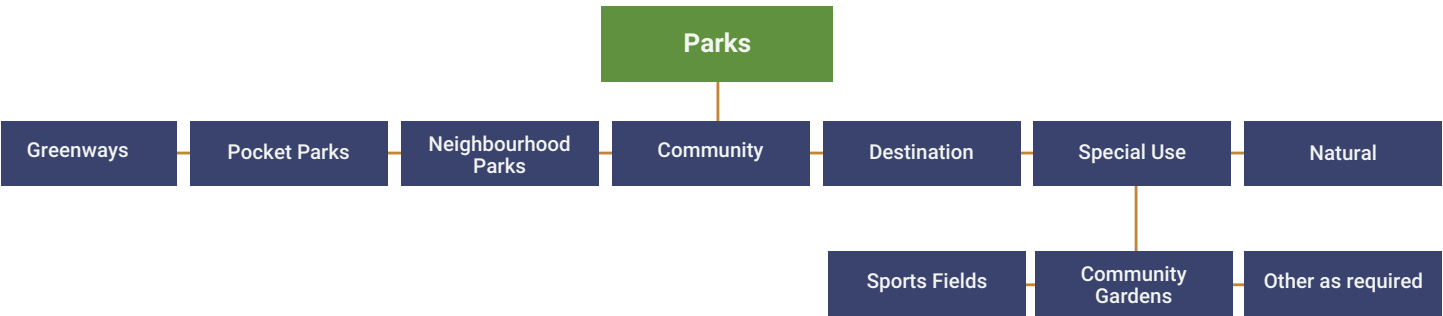 Parks
Greenways
Pocket Parks
Neighbourhood
Parks
Community
Destination
Special Use
Natural
Sports Fields
Community
Gardens
Other as required